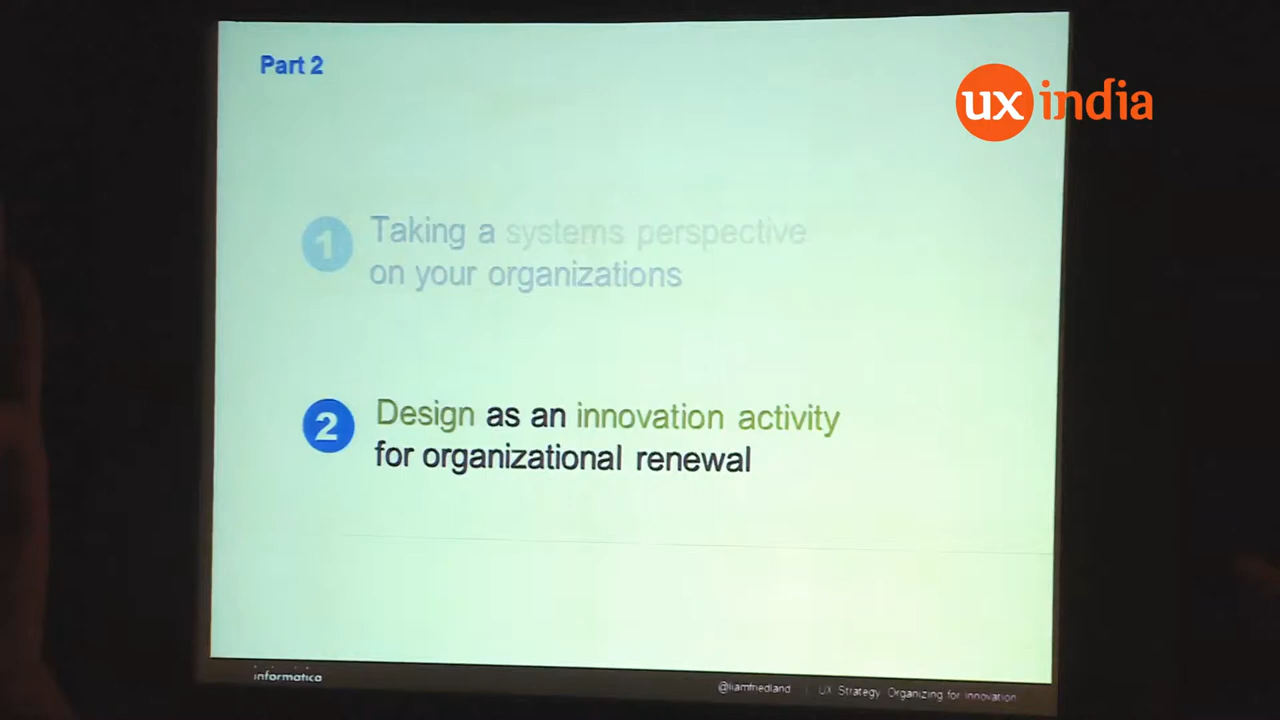 Part 2
ux india
1 Taking a systems perspective
on your organizations
2 Design as an innovation activity
for organizational renewal
informatica
@liamfriedland | UX Strategy Organizing for Innovation